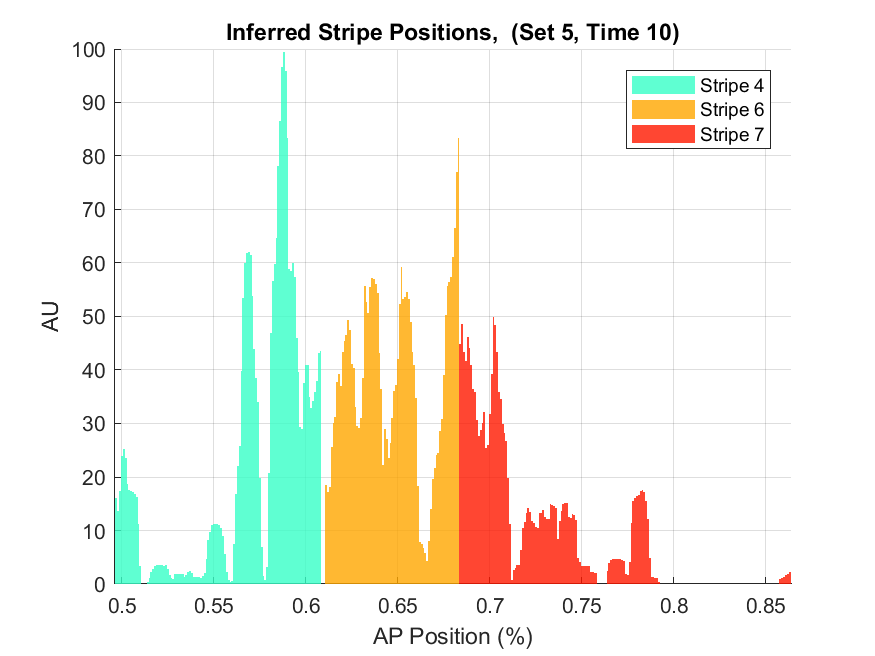 Inferred Stripe Positions,  (Set 5, Time 10)
100
90
80
70
60
50
40
30
20
10
0
AU
Stripe 4
Stripe 6
Stripe 7
0.5 0.55 0.6 0.65 0.7 0.75 0.8 0.85
AP Position (%)